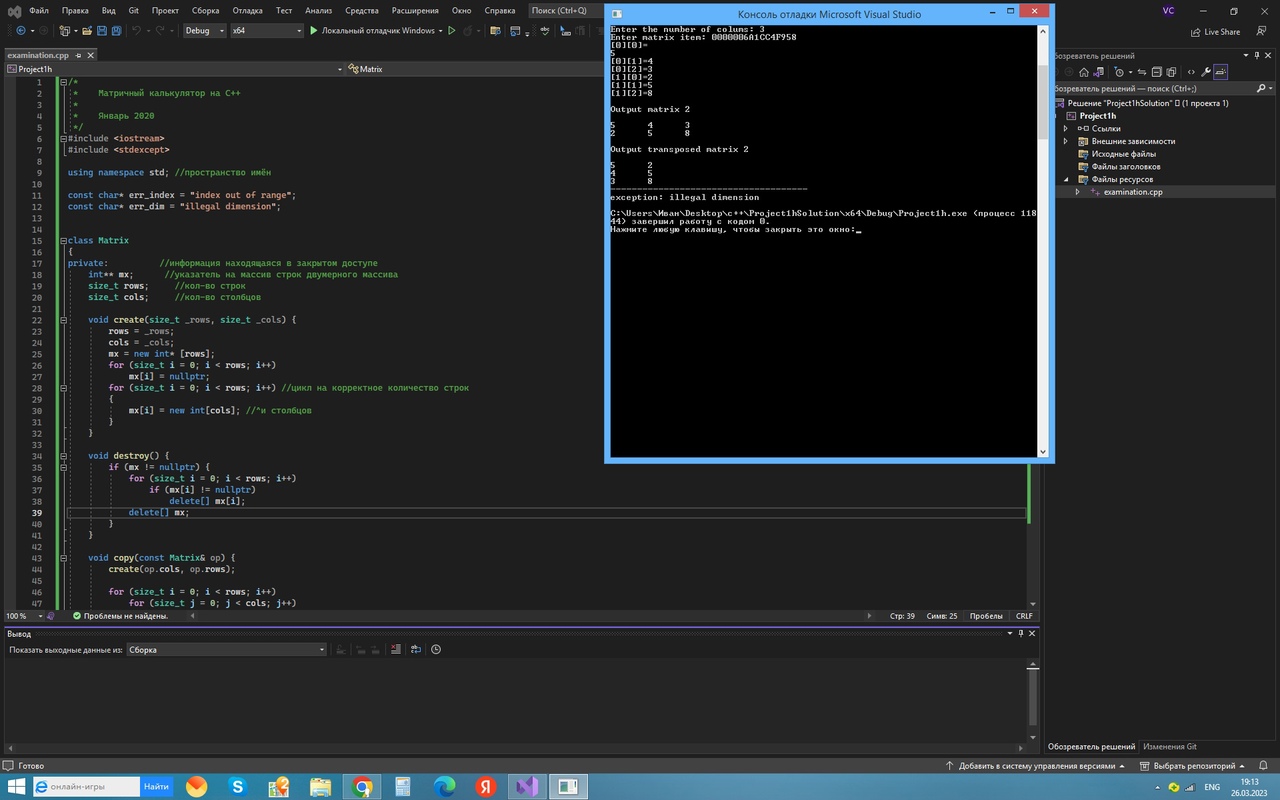 Файл Правка Вид Git Проект Сборка Отладка Тест Анализ Средства Расширения Окно Справка Поиск (Ctrl+Q)
VC
Debug x64 Локальный отладчик Windows
Live Share
examination.cpp
Project1h Matrix
1 /*
2 * Матричный калькулятор на C++
3 *
4 * Январь 2020
5 */
6 #include <iostream>
7 #include <stdexcept>
8
9 using namespace std; //пространство имён
10
11 const char* err_index = "index out of range";
12 const char* err_dim = "illegal dimension";
13
14
15 class Matrix
16 {
17 private: //информация находящаяся в закрытом доступе
18 int** mx; //указатель на массив строк двумерного массива
19 size_t rows; //кол-во строк
20 size_t cols; //кол-во столбцов
21
22 void create(size_t _rows, size_t _cols) {
23 rows = _rows;
24 cols = _cols;
25 mx = new int* [rows];
26 for (size_t i = 0; i < rows; i++)
27 mx[i] = nullptr;
28 for (size_t i = 0; i < rows; i++) //цикл на корректное количество строк
29 {
30 mx[i] = new int[cols]; //^и столбцов
31 }
32 }
33
34 void destroy() {
35 if (mx != nullptr) {
36 for (size_t i = 0; i < rows; i++)
37 if (mx[i] != nullptr)
38 delete[] mx[i];
39 delete[] mx;
40 }
41 }
42
43 void copy(const Matrix& op) {
44 create(op.cols, op.rows);
45
46 for (size_t i = 0; i < rows; i++)
47 for (size_t j = 0; j < cols; j++)
100 % Проблемы не найдены. Стр: 39 Симв: 25 Пробелы CRLF
Консоль отладки Microsoft Visual Studio
Enter the number of colums: 3
Enter matrix item: 0000006A1CC4F958
[0][0]=
5
[0][1]=4
[0][2]=3
[1][0]=2
[1][1]=5
[1][2]=8
Output matrix 2
5 4 3
2 5 8
Output transposed matrix 2
5 2
4 5
3 8
exception: illegal dimension
C:\Users\Иван\Desktop\c++\Project1hSolution\x64\Debug\Project1h.exe (процесс 118
44) завершил работу с кодом 0.
Нажмите любую клавишу, чтобы закрыть это окно:
бозреватель решений
бозреватель решений — поиск (Ctrl+;)
Решение "Project1hSolution" (1 проекта 1)
Project1h
Ссылки
Внешние зависимости
Исходные файлы
Файлы заголовков
Файлы ресурсов
examination.cpp
Вывод
Показать выходные данные из: Сборка
Обозреватель решений Изменения Git
Готово
Добавить в систему управления версиями Выбрать репозиторий
онлайн-игры Найти
ENG
19:13
26.03.2023